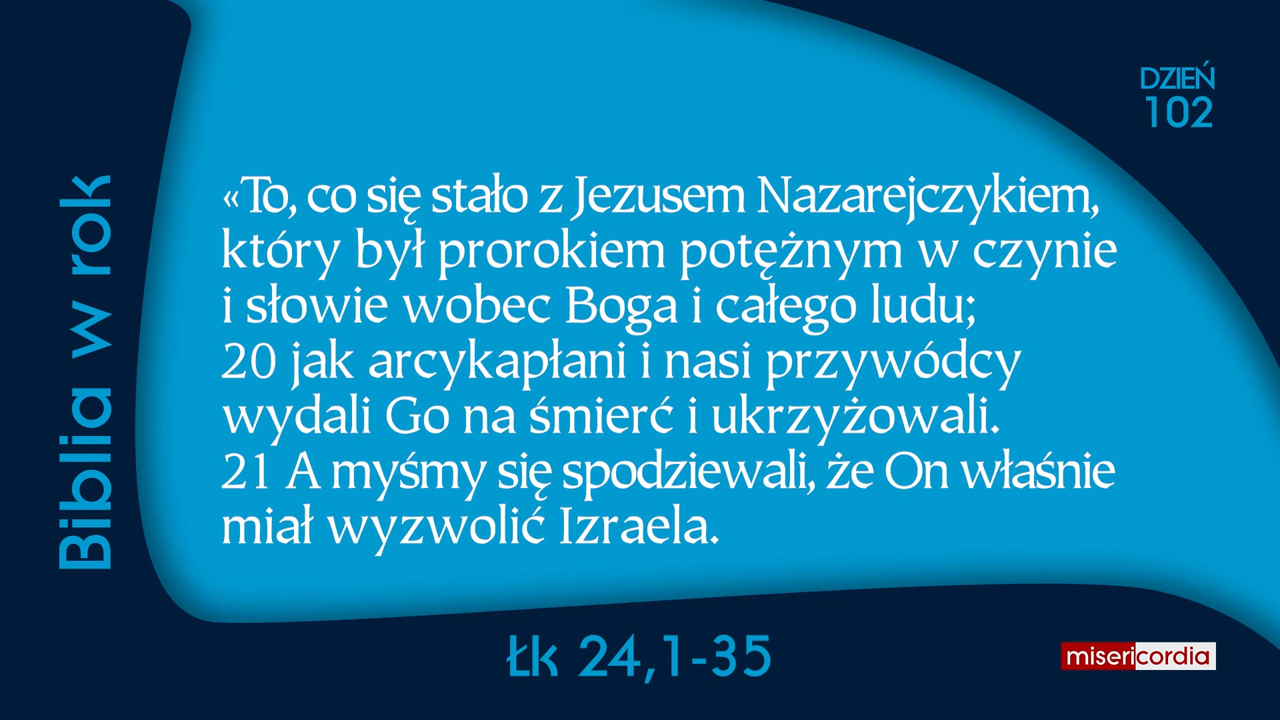 DZIEŃ
102
Biblia w rok
«To, co się stało z Jezusem Nazarejczykiem,
który był prorokiem potężnym w czynie
i słowie wobec Boga i całego ludu;
20 jak arcykapłani i nasi przywódcy
wydali Go na śmierć i ukrzyżowali.
21 A myśmy się spodziewali, że On właśnie
miał wyzwolić Izraela.
Łk 24,1-35
misericordia